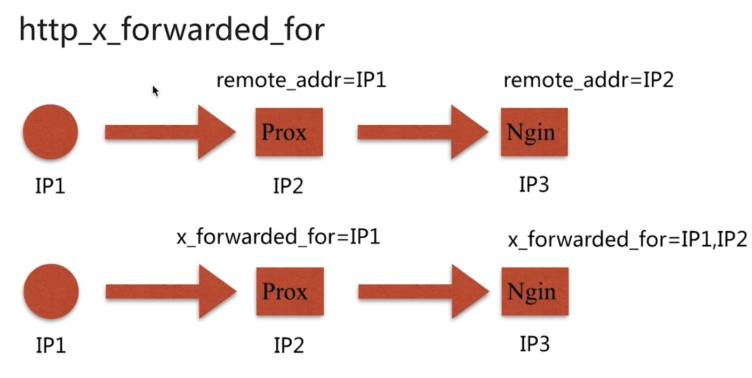 http_x_forwarded_for
remote_addr=IP1 remote_addr=IP2
Prox Ngin
IP1 IP2 IP3
x_forwarded_for=IP1 x_forwarded_for=IP1,IP2
Prox Ngin
IP1 IP2 IP3